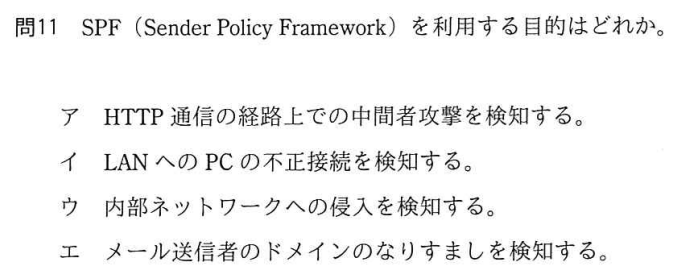 問11 SPF(Sender Policy Framework)を利用する目的はどれか。
ア HTTP 通信の経路上での中間者攻撃を検知する。
イ LAN への PC の不正接続を検知する。
ウ 内部ネットワークへの侵入を検知する。
エ メール送信者のドメインのなりすましを検知する。